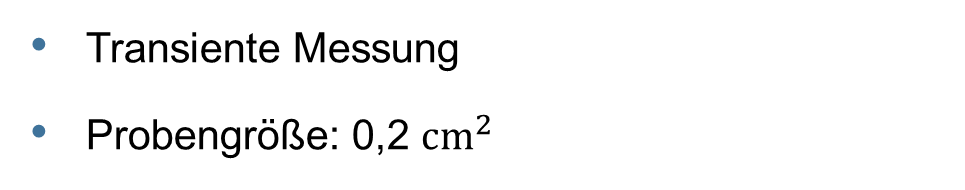 • Transiente Messung
• Probengröße: 0,2 cm²